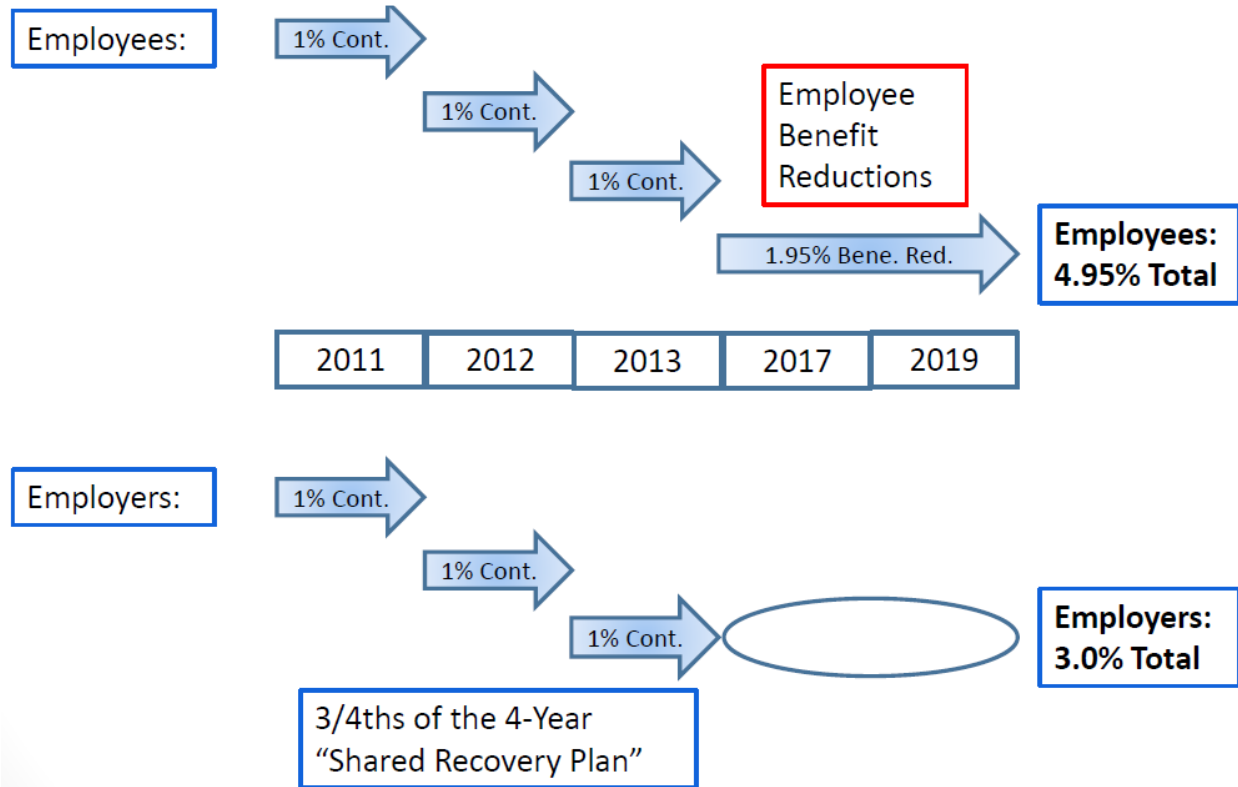 Employees:
1% Cont.
1% Cont.
1% Cont.
Employee
Benefit
Reductions
1.95% Bene. Red.
Employees:
4.95% Total
2011 2012 2013 2017 2019
Employers:
1% Cont.
1% Cont.
1% Cont.
Employers:
3.0% Total
3/4ths of the 4-Year
“Shared Recovery Plan”